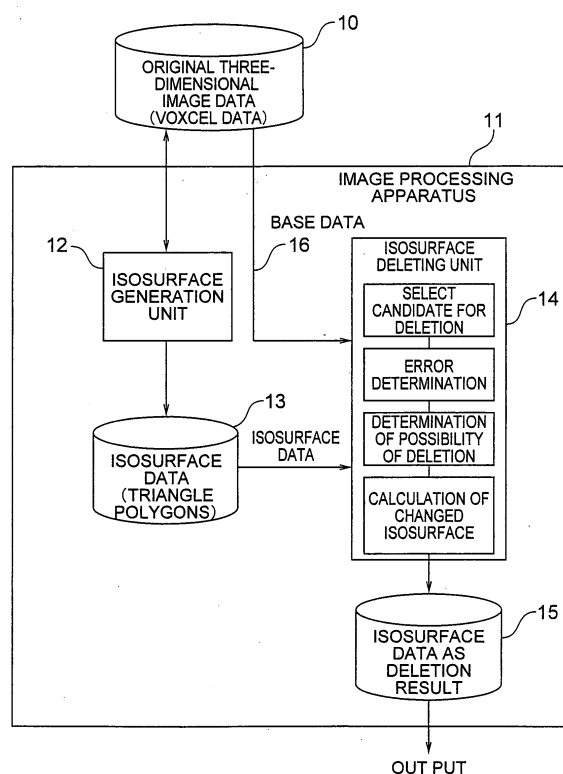 10
ORIGINAL THREE-
DIMENSIONAL
IMAGE DATA
(VOXCEL DATA)
11
IMAGE PROCESSING
APPARATUS
BASE DATA
12
16
ISOSURFACE
GENERATION
UNIT
ISOSURFACE
DELETING UNIT
14
SELECT
CANDIDATE FOR
DELETION
ERROR
DETERMINATION
DETERMINATION
OF POSSIBILITY
OF DELETION
CALCULATION OF
CHANGED
ISOSURFACE
13
ISOSURFACE
DATA
ISOSURFACE
DATA
(TRIANGLE
POLYGONS)
15
ISOSURFACE
DATA AS
DELETION
RESULT
OUT PUT